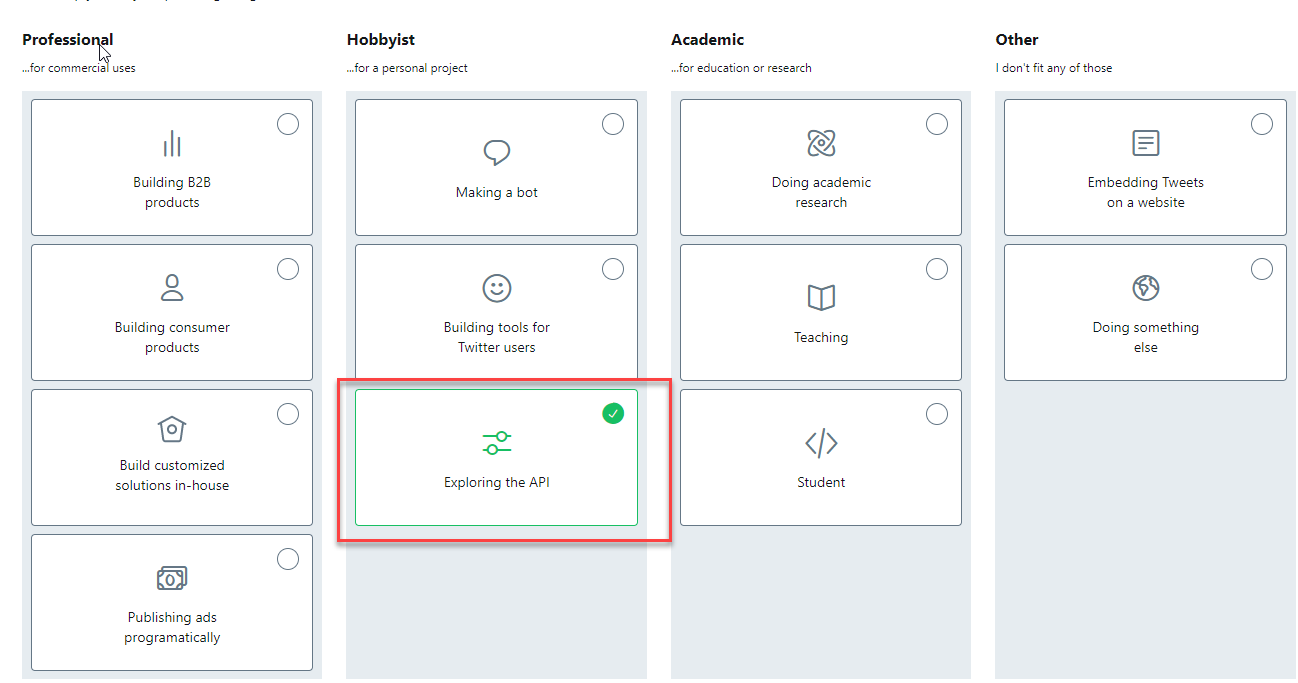 Professional
...for commercial uses
Building B2B
products
Building consumer
products
Build customized
solutions in-house
Publishing ads
programatically
Hobbyist
...for a personal project
Making a bot
Building tools for
Twitter users
Exploring the API
Academic
...for education or research
Doing academic
research
Teaching
Student
Other
I don't fit any of those
Embedding Tweets
on a website
Doing something
else